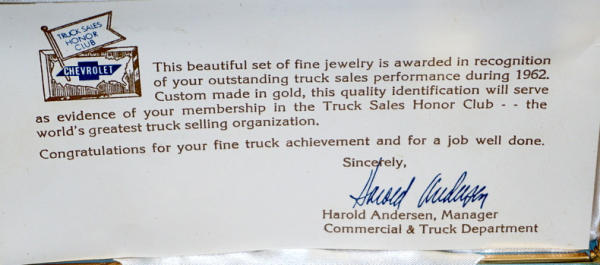 TRUCK SALES
HONOR
CLUB
CHEVROLET
This beautiful set of fine jewelry is awarded in recognition
of your outstanding truck sales performance during 1962.
Custom made in gold, this quality identification will serve
as evidence of your membership in the Truck Sales Honor Club - - the
world's greatest truck selling organization.
Congratulations for your fine truck achievement and for a job well done.
Sincerely,
Harold Andersen
Harold Andersen, Manager
Commercial & Truck Department